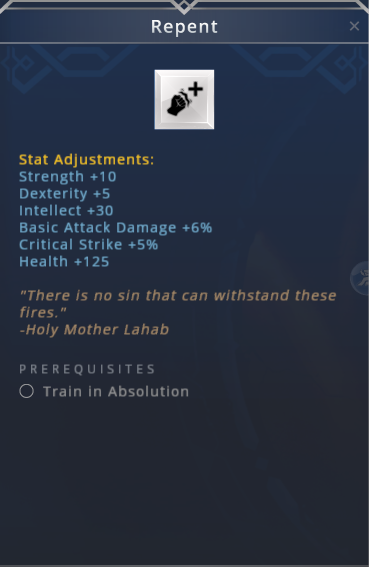 Repent
Stat Adjustments:
Strength +10
Dexterity +5
Intellect +30
Basic Attack Damage +6%
Critical Strike +5%
Health +125
"There is no sin that can withstand these
fires."
-Holy Mother Lahab
PREREQUISITES
Train in Absolution